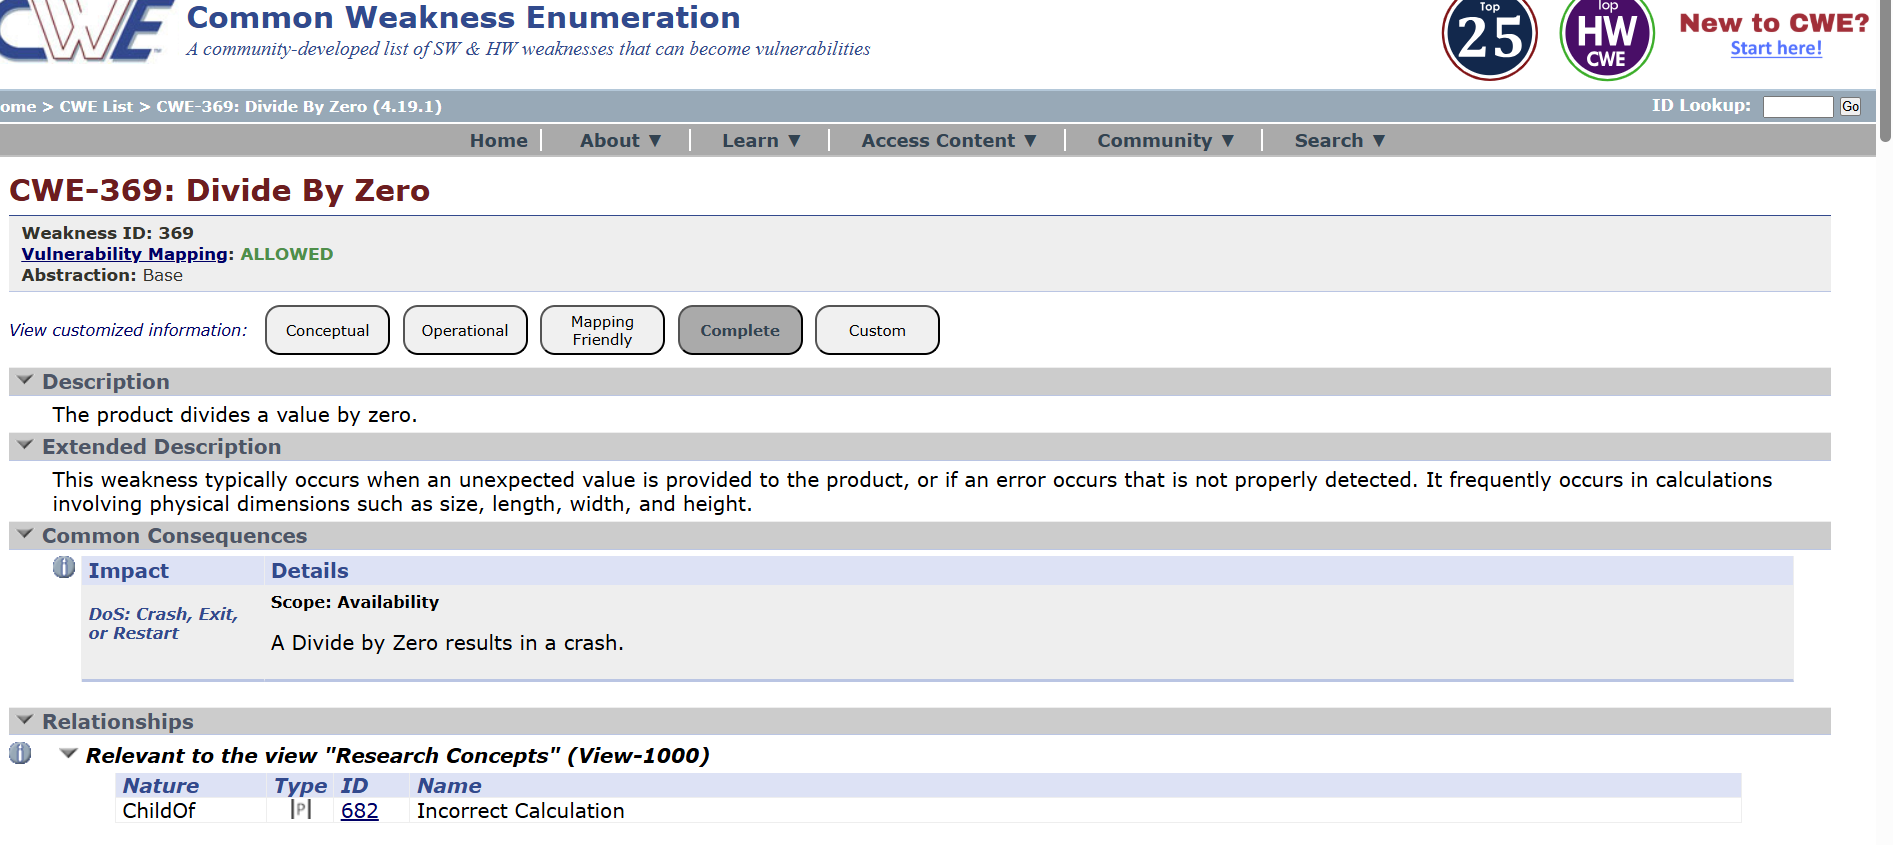 CWE
Common Weakness Enumeration
A community-developed list of SW & HW weaknesses that can become vulnerabilities
Top
25
Top
HW
CWE
New to CWE?
Start here!
ome > CWE List > CWE-369: Divide By Zero (4.19.1)
ID Lookup:
Go
Home
About ▼
Learn ▼
Access Content ▼
Community ▼
Search ▼
CWE-369: Divide By Zero
Weakness ID: 369
Vulnerability Mapping: ALLOWED
Abstraction: Base
View customized information:
Conceptual
Operational
Mapping
Friendly
Complete
Custom
Description
The product divides a value by zero.
Extended Description
This weakness typically occurs when an unexpected value is provided to the product, or if an error occurs that is not properly detected. It frequently occurs in calculations
involving physical dimensions such as size, length, width, and height.
Common Consequences
Impact Details
DoS: Crash, Exit,
or Restart
Scope: Availability
A Divide by Zero results in a crash.
Relationships
Relevant to the view "Research Concepts" (View-1000)
Nature Type ID Name
ChildOf P 682 Incorrect Calculation